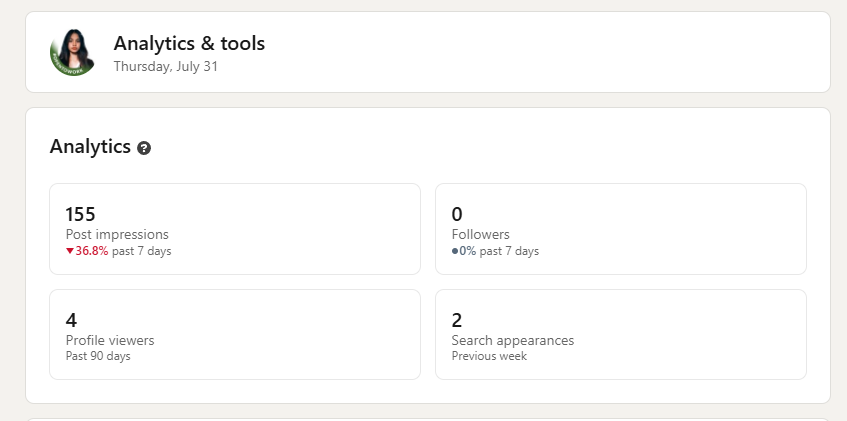 #OPENTOWORK
Analytics & tools
Thursday, July 31
Analytics ?
155
Post impressions
▼36.8% past 7 days
0
Followers
●0% past 7 days
4
Profile viewers
Past 90 days
2
Search appearances
Previous week